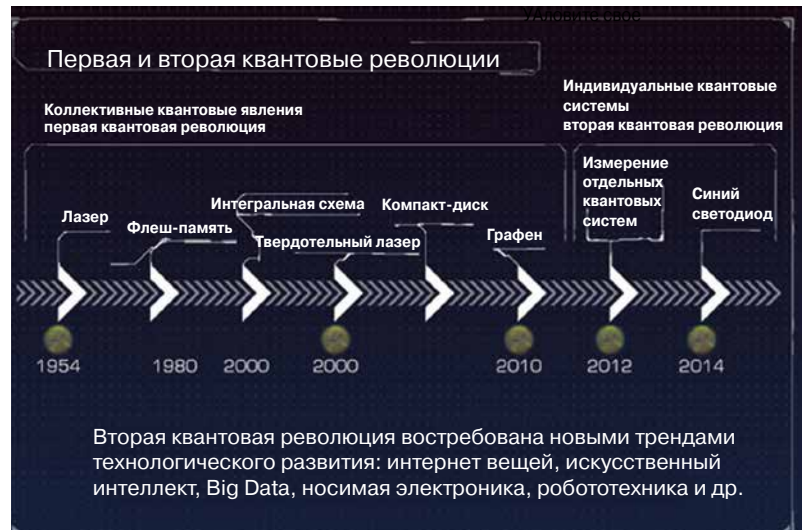 Первая и вторая квантовые революции
Коллективные квантовые явления
первая квантовая революция
Индивидуальные квантовые
системы
вторая квантовая революция
Лазер
Флеш-память
Интегральная схема
Твердотельный лазер
Компакт-диск
Графен
Измерение
отдельных
квантовых
систем
Синий
светодиод
1954
1980
2000
2000
2010
2012
2014
Вторая квантовая революция востребована новыми трендами
технологического развития: интернет вещей, искусственный
интеллект, Big Data, носимая электроника, робототехника и др.